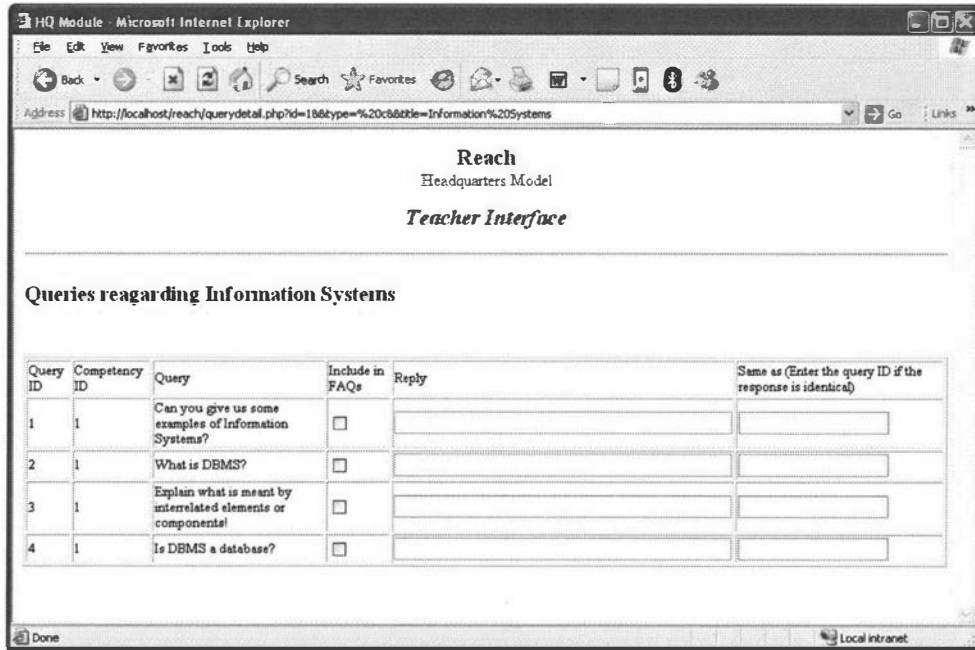 HQ Module - Microsoft Internet Explorer
File Edit View Favorites Tools Help
Back Search Favorites
Address http://localhost/reach/querydetail.php?id=18&type=%20c8&title=Information%20Systems Go Links »
Reach
Headquarters Model
Teacher Interface
Queries reagarding Information Systems
Query ID Competency ID Query Include in FAQs Reply Same as (Enter the query ID if the response is identical)
1 1 Can you give us some examples of Information Systems?
2 1 What is DBMS?
3 1 Explain what is meant by interrelated elements or components!
4 1 Is DBMS a database?
Done Local intranet